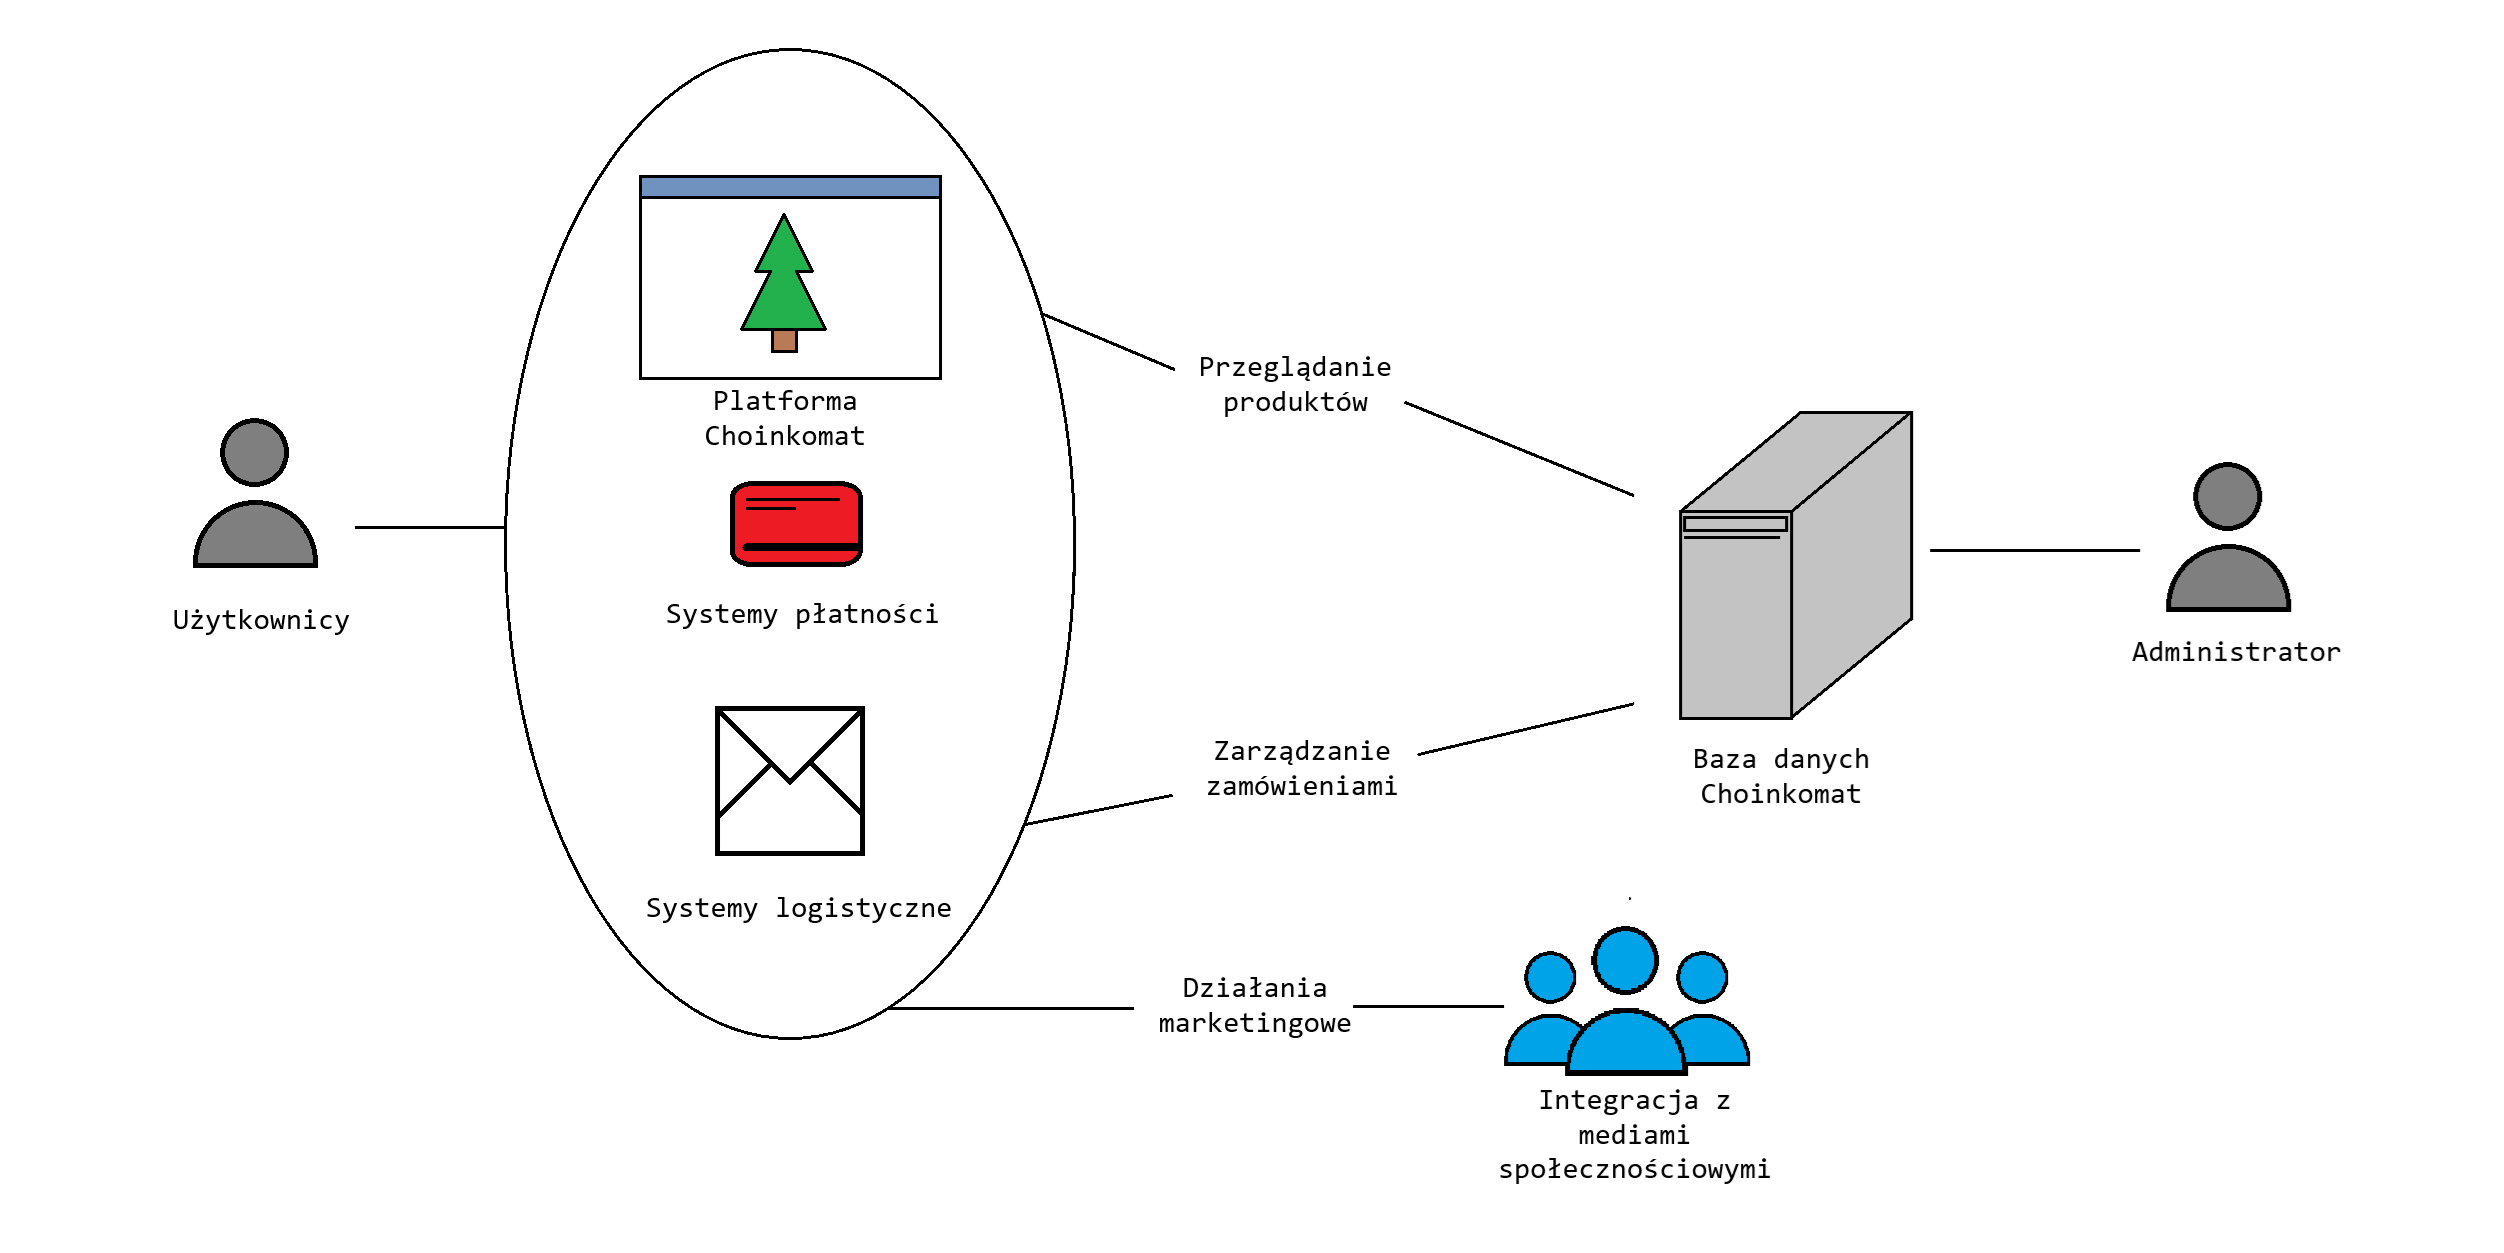 Użytkownicy
Platforma
Choinkomat
Systemy płatności
Systemy logistyczne
Przeglądanie
produktów
Zarządzanie
zamówieniami
Działania
marketingowe
Baza danych
Choinkomat
Administrator
Integracja z
mediami
społecznościowymi